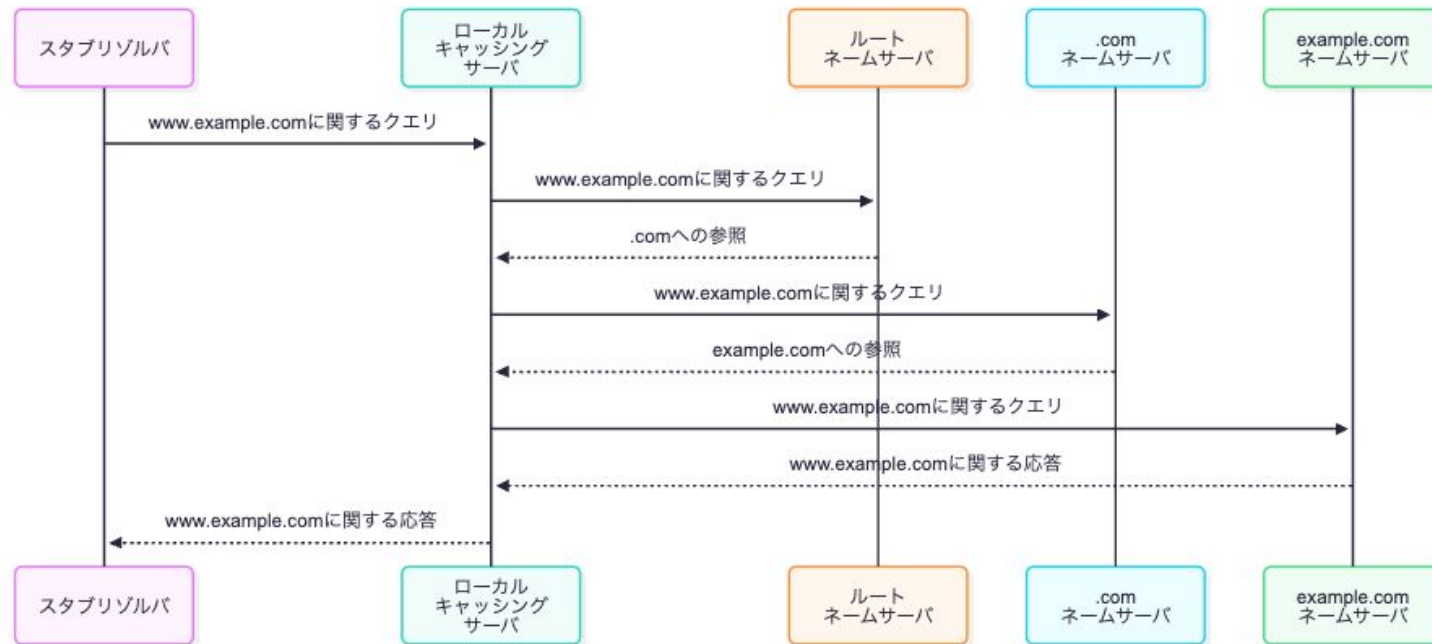 スタブリゾルバ
ローカル
キャッシング
サーバ
ルート
ネームサーバ
.com
ネームサーバ
example.com
ネームサーバ
www.example.comに関するクエリ
www.example.comに関するクエリ
.comへの参照
www.example.comに関するクエリ
example.comへの参照
www.example.comに関するクエリ
www.example.comに関する応答
www.example.comに関する応答
スタブリゾルバ
ローカル
キャッシング
サーバ
ルート
ネームサーバ
.com
ネームサーバ
example.com
ネームサーバ